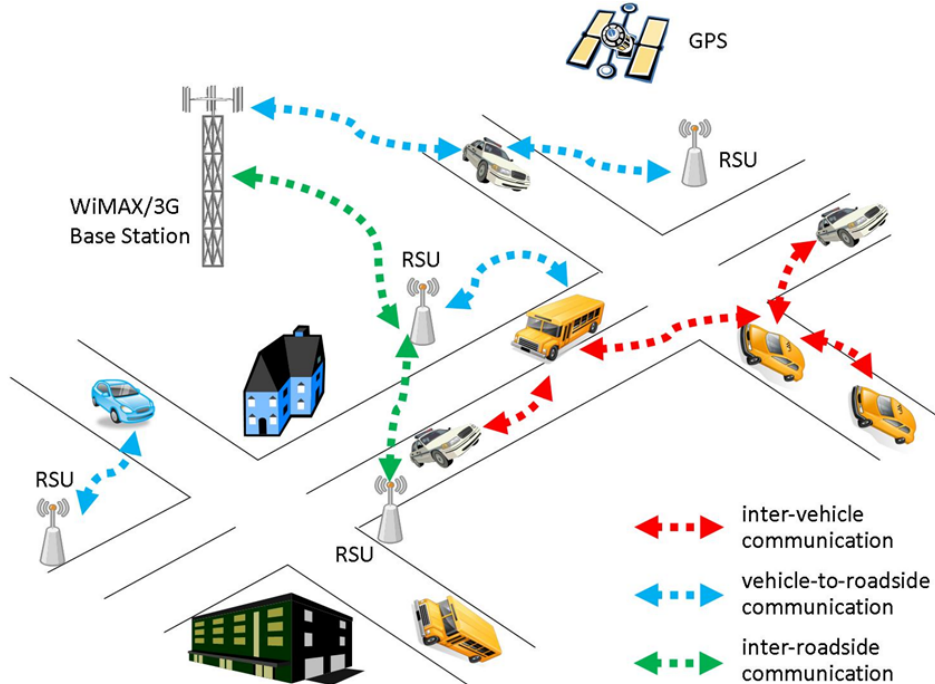 GPS
RSU
WiMAX/3G
Base Station
RSU
RSU
RSU
inter-vehicle
communication
vehicle-to-roadside
communication
inter-roadside
communication